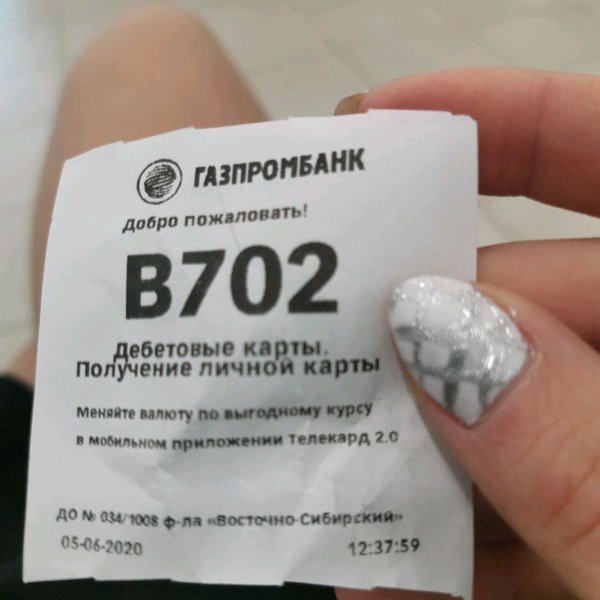 ГАЗПРОМБАНК
Добро пожаловать!
В702
Дебетовые карты.
Получение личной карты
Меняйте валюту по выгодному курсу
в мобильном приложении Телекард 2.0
ДО № 034/1008 ф-ла «Восточно-Сибирский»
05-06-2020 12:37:59